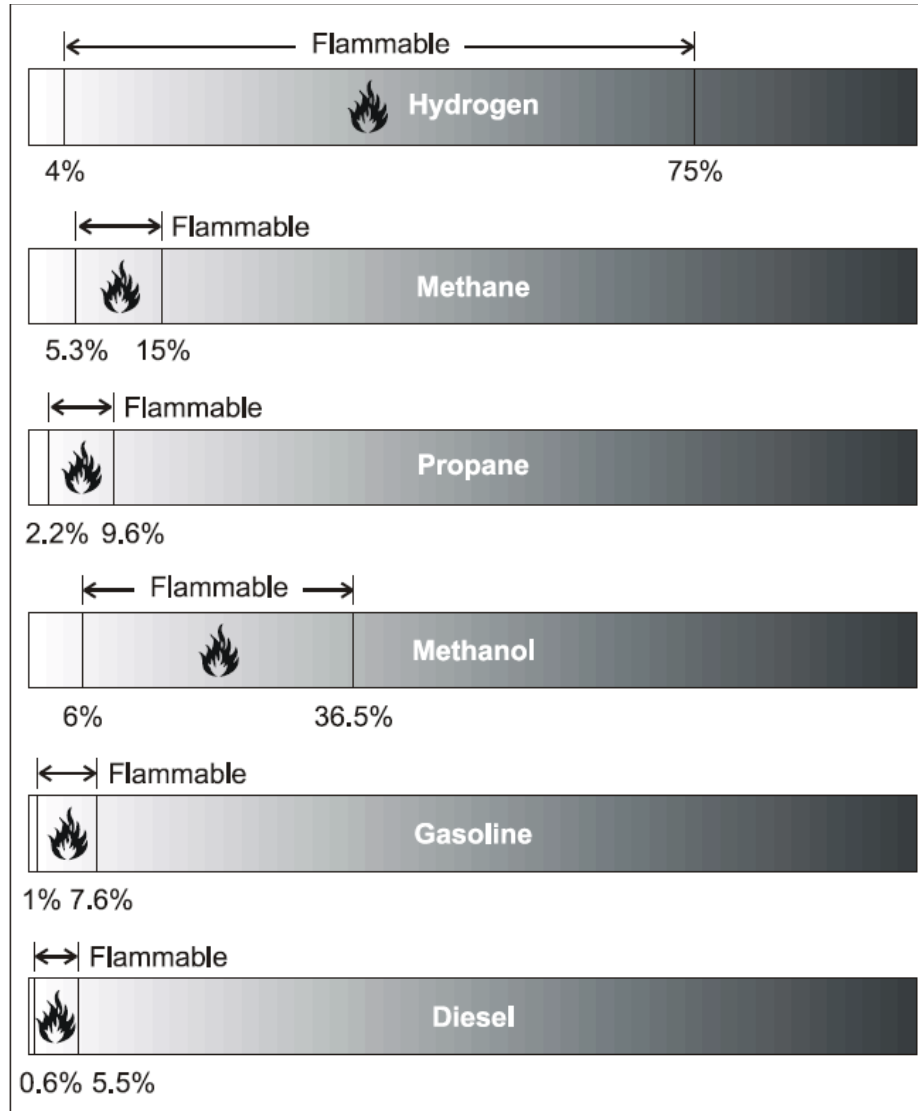 Flammable
Hydrogen
4% 75%
Flammable
Methane
5.3% 15%
Flammable
Propane
2.2% 9.6%
Flammable
Methanol
6% 36.5%
Flammable
Gasoline
1% 7.6%
Flammable
Diesel
0.6% 5.5%